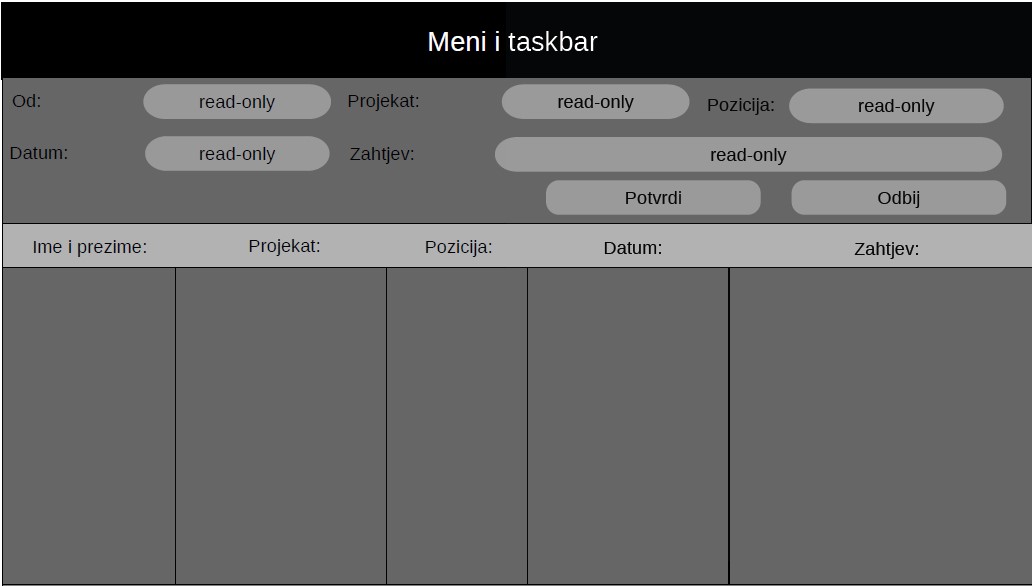 Meni i taskbar
Od: read-only Projekat: read-only Pozicija: read-only
Datum: read-only Zahtjev: read-only
Potvrdi Odbij
Ime i prezime: Projekat: Pozicija: Datum: Zahtjev: